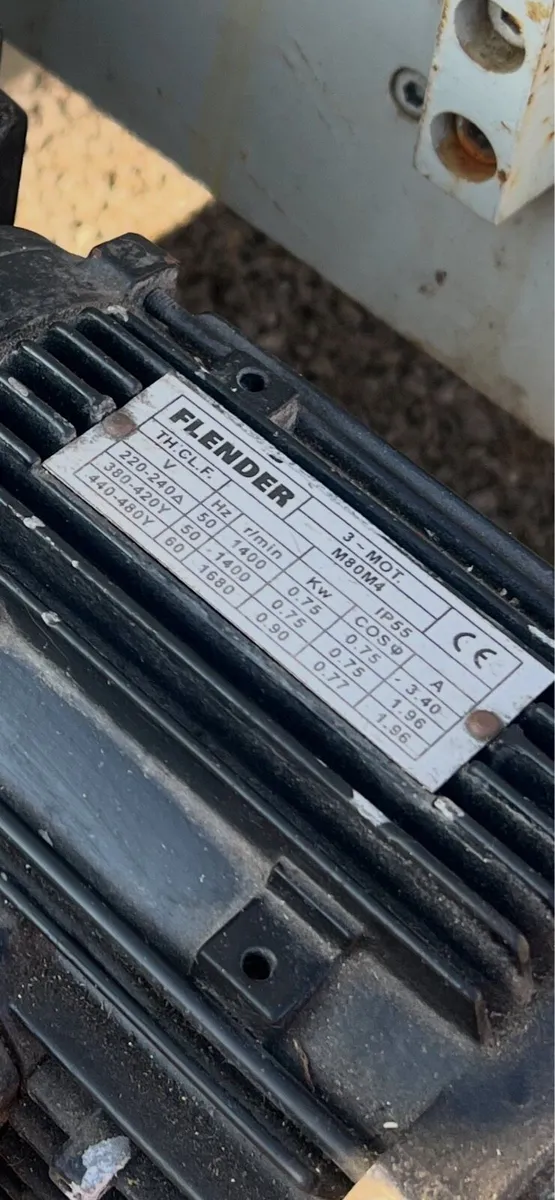 FLENDER
3~MOT.
TH.CL.F.
M80M4
IP55
CE
V Hz r/min Kw COSφ A
220-240Δ 50 1400 0.75 0.75 3.40
380-420Y 50 1400 0.75 0.75 1.96
440-480Y 60 1680 0.90 0.77 1.96